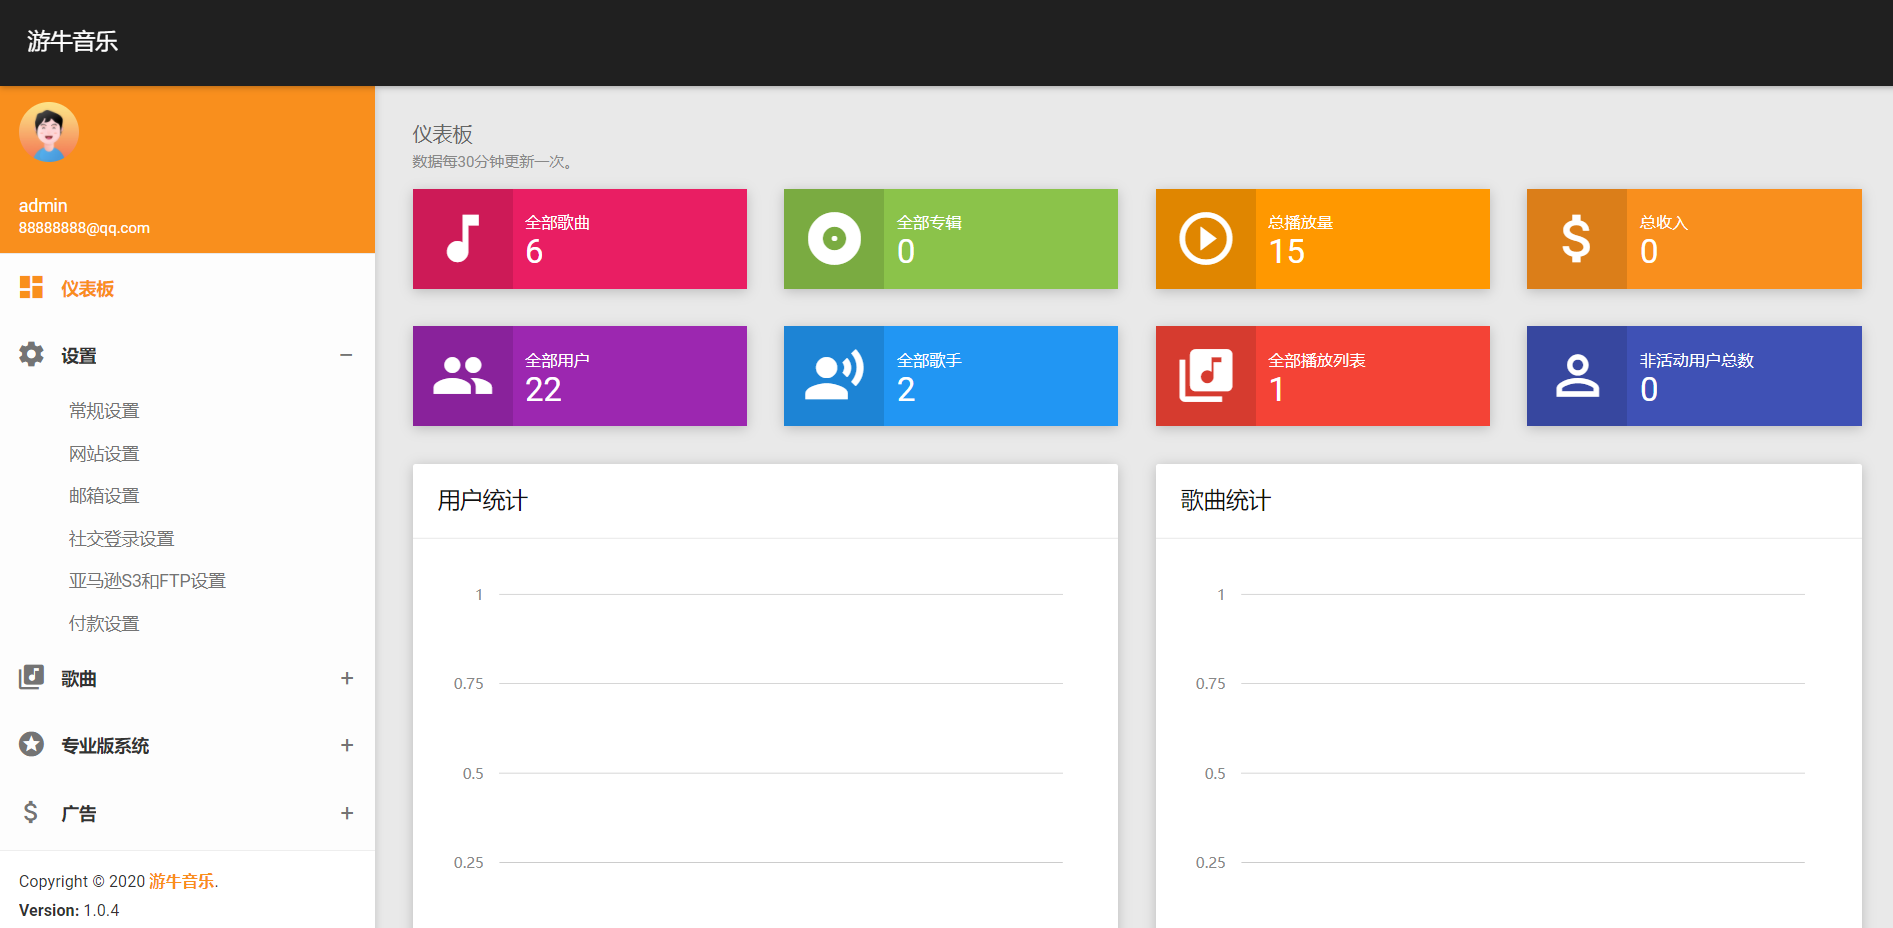 游牛音乐
admin
88888888@qq.com
仪表板
设置
常规设置
网站设置
邮箱设置
社交登录设置
亚马逊S3和FTP设置
付款设置
歌曲
专业版系统
广告
Copyright © 2020 游牛音乐.
Version: 1.0.4
仪表板
数据每30分钟更新一次。
全部歌曲
6
全部专辑
0
总播放量
15
总收入
0
全部用户
22
全部歌手
2
全部播放列表
1
非活动用户总数
0
用户统计
1
0.75
0.5
0.25
歌曲统计
1
0.75
0.5
0.25